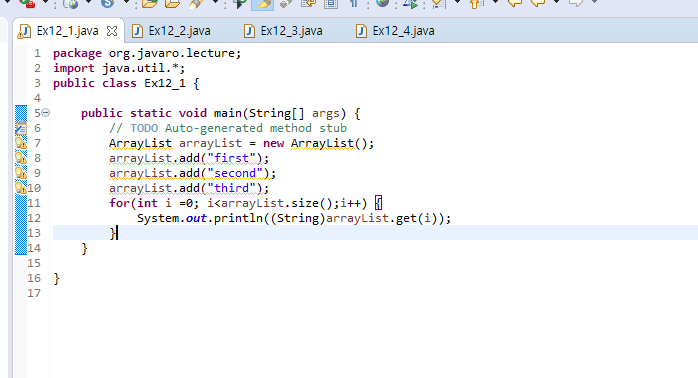 Ex12_1.java Ex12_2.java Ex12_3.java Ex12_4.java
1 package org.javaro.lecture;
2 import java.util.*;
3 public class Ex12_1 {
4
5 public static void main(String[] args) {
6 // TODO Auto-generated method stub
7 ArrayList arrayList = new ArrayList();
8 arrayList.add("first");
9 arrayList.add("second");
10 arrayList.add("third");
11 for(int i =0; i<arrayList.size();i++) {
12 System.out.println((String)arrayList.get(i));
13 }
14 }
15
16 }
17